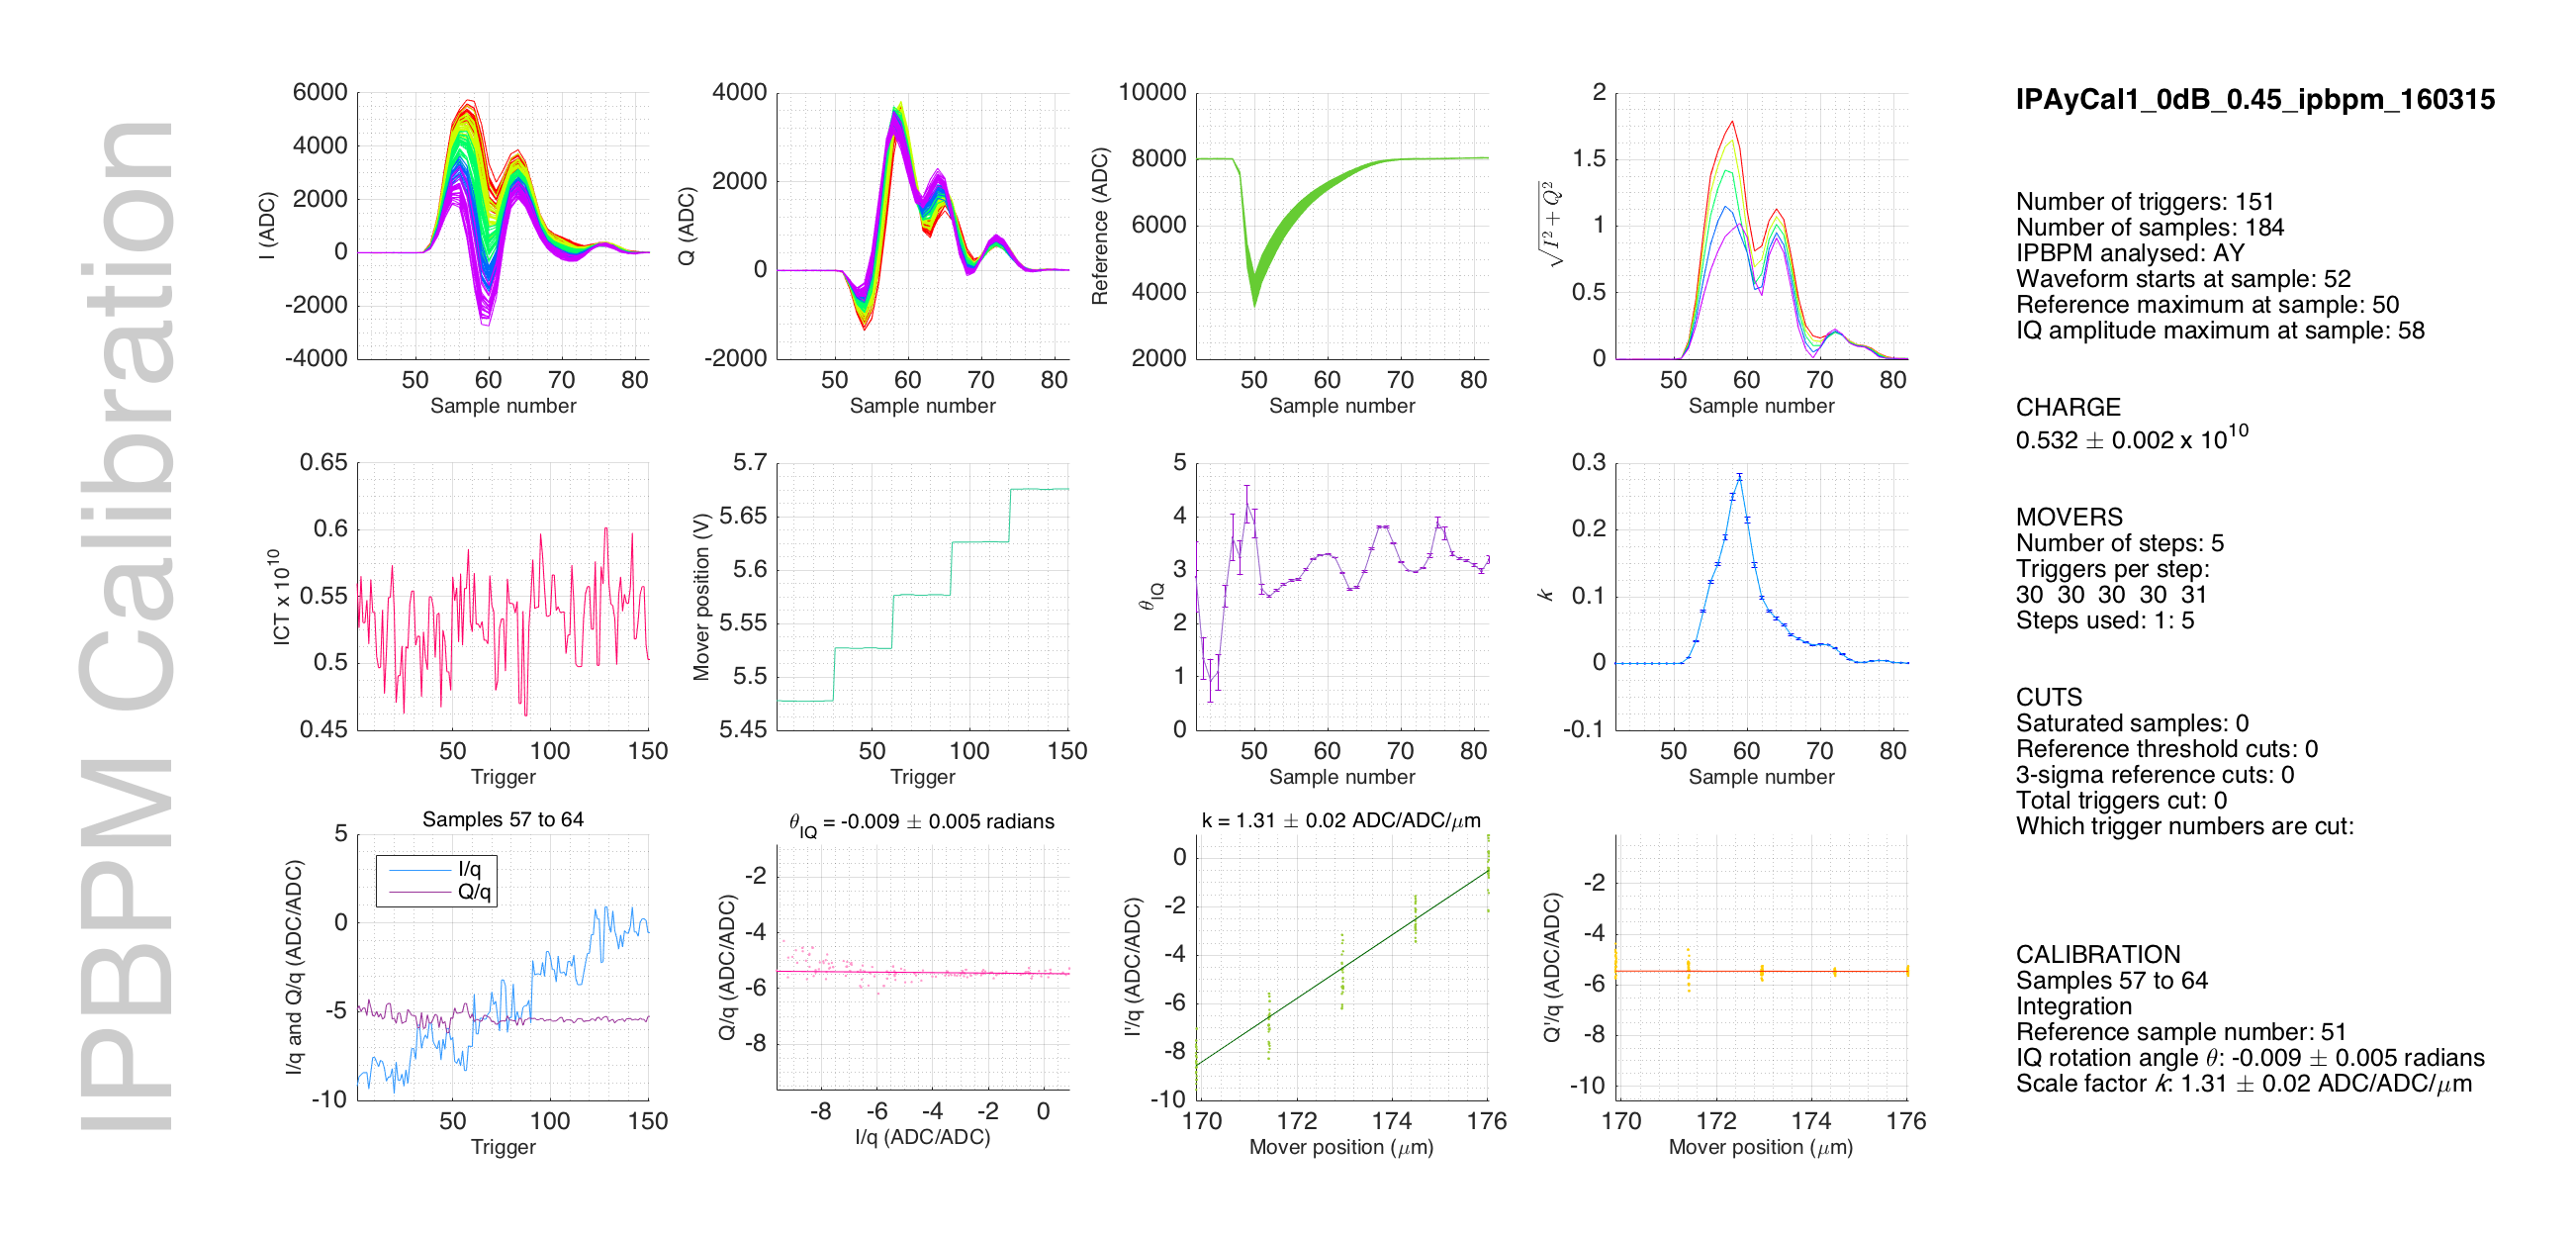 IPBPM Calibration
6000
4000
2000
0
-2000
-4000
I (ADC)
50 60 70 80
Sample number
4000
2000
0
-2000
Q (ADC)
50 60 70 80
Sample number
10000
8000
6000
4000
2000
Reference (ADC)
50 60 70 80
Sample number
2
1.5
1
0.5
0
√I² + Q²
50 60 70 80
Sample number
0.65
0.6
0.55
0.5
0.45
ICT x 10¹⁰
50 100 150
Trigger
5.7
5.65
5.6
5.55
5.5
5.45
Mover position (V)
50 100 150
Trigger
5
4
3
2
1
0
θIQ
50 60 70 80
Sample number
0.3
0.2
0.1
0
-0.1
k
50 60 70 80
Sample number
Samples 57 to 64
5
0
-5
-10
I/q and Q/q (ADC/ADC)
I/q
Q/q
50 100 150
Trigger
θIQ = -0.009 ± 0.005 radians
-2
-4
-6
-8
Q/q (ADC/ADC)
-8 -6 -4 -2 0
I/q (ADC/ADC)
k = 1.31 ± 0.02 ADC/ADC/μm
0
-2
-4
-6
-8
-10
I'/q (ADC/ADC)
170 172 174 176
Mover position (μm)
-2
-4
-6
-8
-10
Q'/q (ADC/ADC)
170 172 174 176
Mover position (μm)
IPAyCal1_0dB_0.45_ipbpm_160315
Number of triggers: 151
Number of samples: 184
IPBPM analysed: AY
Waveform starts at sample: 52
Reference maximum at sample: 50
IQ amplitude maximum at sample: 58
CHARGE
0.532 ± 0.002 x 10¹⁰
MOVERS
Number of steps: 5
Triggers per step:
30 30 30 30 31
Steps used: 1: 5
CUTS
Saturated samples: 0
Reference threshold cuts: 0
3-sigma reference cuts: 0
Total triggers cut: 0
Which trigger numbers are cut:
CALIBRATION
Samples 57 to 64
Integration
Reference sample number: 51
IQ rotation angle θ: -0.009 ± 0.005 radians
Scale factor k: 1.31 ± 0.02 ADC/ADC/μm